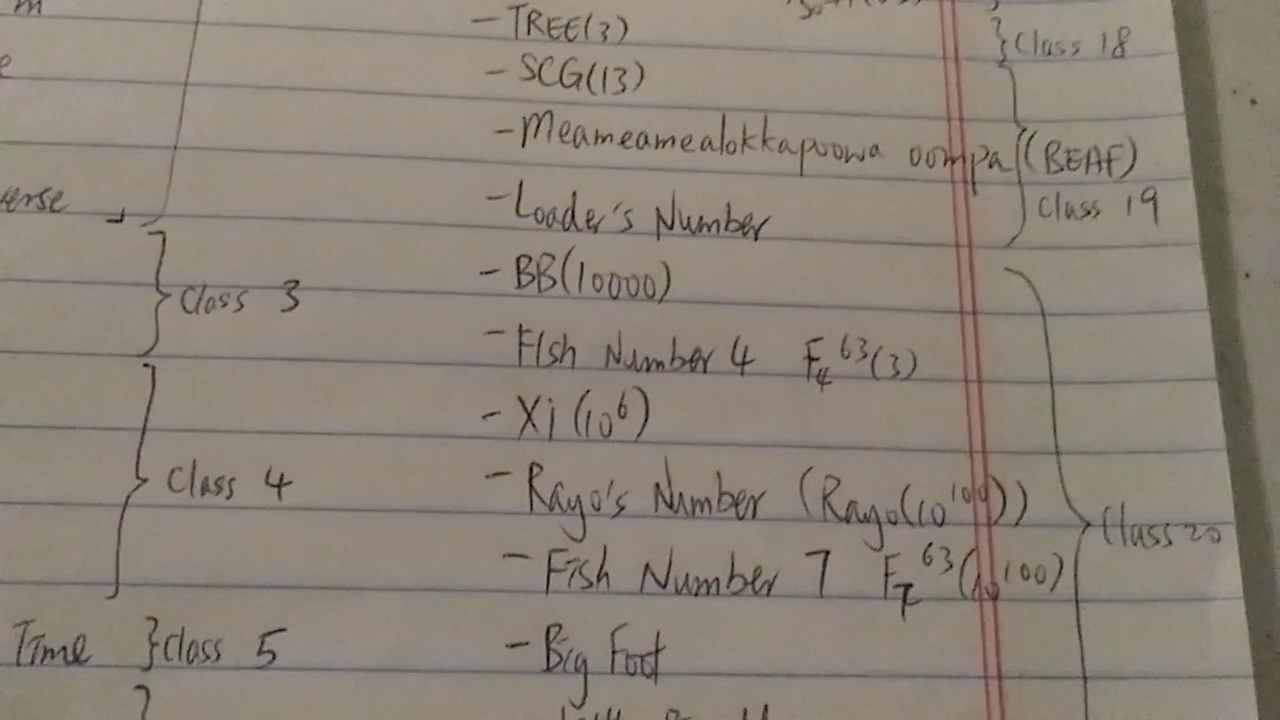 - TREE(3)
}Class 18
- SCG(13)
- Meameamealokkapoowa oompa (BEAF)
- Loader's Number
Class 19
- BB(10000)
} Class 3
- Fish Number 4 F₄⁶³(3)
- Xi(10⁶)
Class 4
- Rayo's Number (Rayo(10¹⁰⁰))
Class 20
- Fish Number 7 F₇⁶³(10¹⁰⁰)
Time }Class 5
- Big Foot